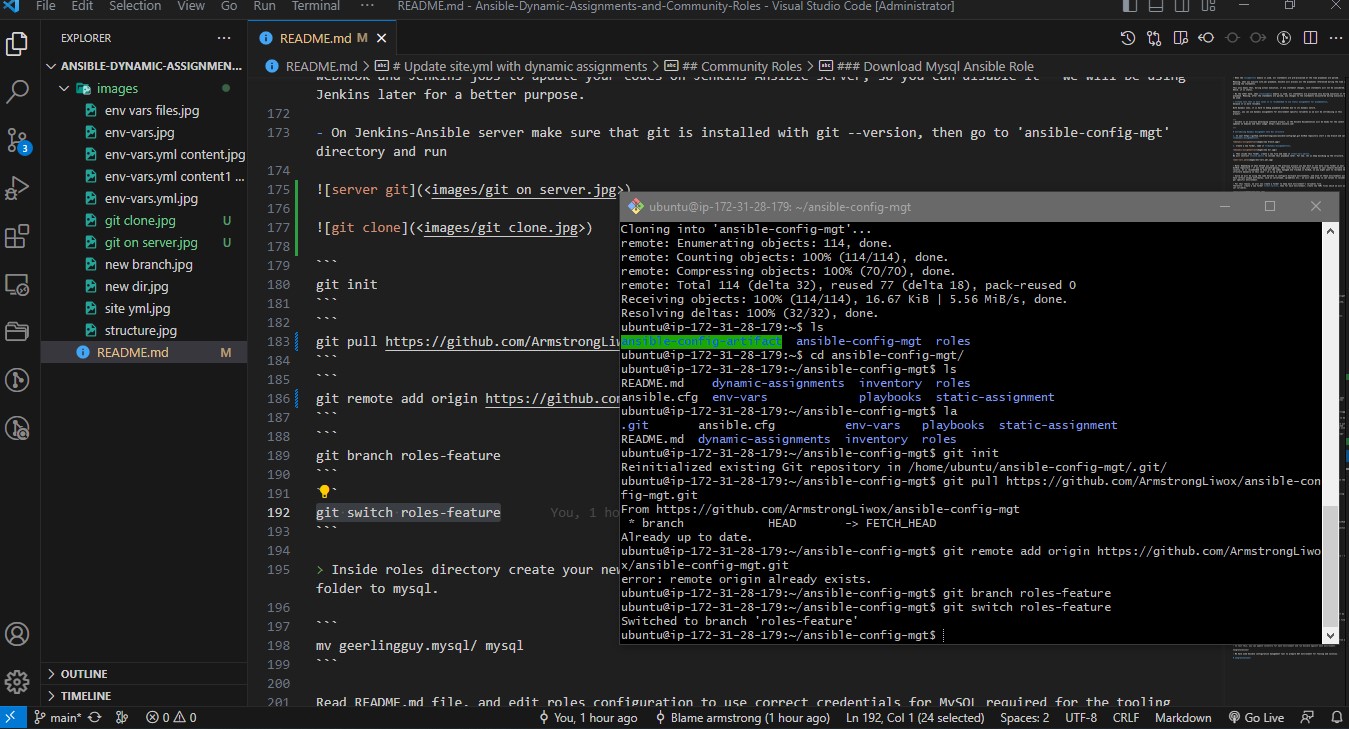 File Edit Selection View Go Run Terminal ··· README.md - Ansible-Dynamic-Assignments-and-Community-Roles - Visual Studio Code [Administrator]
EXPLORER ···
README.md M
ANSIBLE-DYNAMIC-ASSIGNMEN...
README.md > # Update site.yml with dynamic assignments > ## Community Roles > ### Download Mysql Ansible Role
images
env vars files.jpg
env-vars.jpg
env-vars.yml content.jpg
env-vars.yml content1 ...
env-vars.yml.jpg
git clone.jpg U
git on server.jpg U
new branch.jpg
new dir.jpg
site yml.jpg
structure.jpg
README.md M
OUTLINE
TIMELINE
webhook and Jenkins jobs to update your codes on Jenkins-Ansible server, so you can disable it - we will be using
Jenkins later for a better purpose.
172
173 - On Jenkins-Ansible server make sure that git is installed with git --version, then go to 'ansible-config-mgt'
directory and run
174
175 ![server git](<images/git on server.jpg>)
176
177 ![git clone](<images/git clone.jpg>)
178
179 ```
180 git init
181 ```
182 ```
183 git pull https://github.com/ArmstrongLiw
184 ```
185 ```
186 git remote add origin https://github.com
187 ```
188 ```
189 git branch roles-feature
190 ```
191 ```
192 git switch roles-feature You, 1 ho
193 ```
194
195 > Inside roles directory create your new
folder to mysql.
196
197 ```
198 mv geerlingguy.mysql/ mysql
199 ```
200
201 Read README.md file, and edit roles configuration to use correct credentials for MySQL required for the tooling
ubuntu@ip-172-31-28-179: ~/ansible-config-mgt
Cloning into 'ansible-config-mgt'...
remote: Enumerating objects: 114, done.
remote: Counting objects: 100% (114/114), done.
remote: Compressing objects: 100% (70/70), done.
remote: Total 114 (delta 32), reused 77 (delta 18), pack-reused 0
Receiving objects: 100% (114/114), 16.67 KiB | 5.56 MiB/s, done.
Resolving deltas: 100% (32/32), done.
ubuntu@ip-172-31-28-179:~$ ls
ansible-config-artifact ansible-config-mgt roles
ubuntu@ip-172-31-28-179:~$ cd ansible-config-mgt/
ubuntu@ip-172-31-28-179:~/ansible-config-mgt$ ls
README.md dynamic-assignments inventory roles
ansible.cfg env-vars playbooks static-assignment
ubuntu@ip-172-31-28-179:~/ansible-config-mgt$ la
.git ansible.cfg env-vars playbooks static-assignment
README.md dynamic-assignments inventory roles
ubuntu@ip-172-31-28-179:~/ansible-config-mgt$ git init
Reinitialized existing Git repository in /home/ubuntu/ansible-config-mgt/.git/
ubuntu@ip-172-31-28-179:~/ansible-config-mgt$ git pull https://github.com/ArmstrongLiwox/ansible-con
fig-mgt.git
From https://github.com/ArmstrongLiwox/ansible-config-mgt
* branch HEAD -> FETCH_HEAD
Already up to date.
ubuntu@ip-172-31-28-179:~/ansible-config-mgt$ git remote add origin https://github.com/ArmstrongLiwo
x/ansible-config-mgt.git
error: remote origin already exists.
ubuntu@ip-172-31-28-179:~/ansible-config-mgt$ git branch roles-feature
ubuntu@ip-172-31-28-179:~/ansible-config-mgt$ git switch roles-feature
Switched to branch 'roles-feature'
ubuntu@ip-172-31-28-179:~/ansible-config-mgt$
3
main* 0 0 You, 1 hour ago Blame armstrong (1 hour ago) Ln 192, Col 1 (24 selected) Spaces: 2 UTF-8 CRLF Markdown Go Live